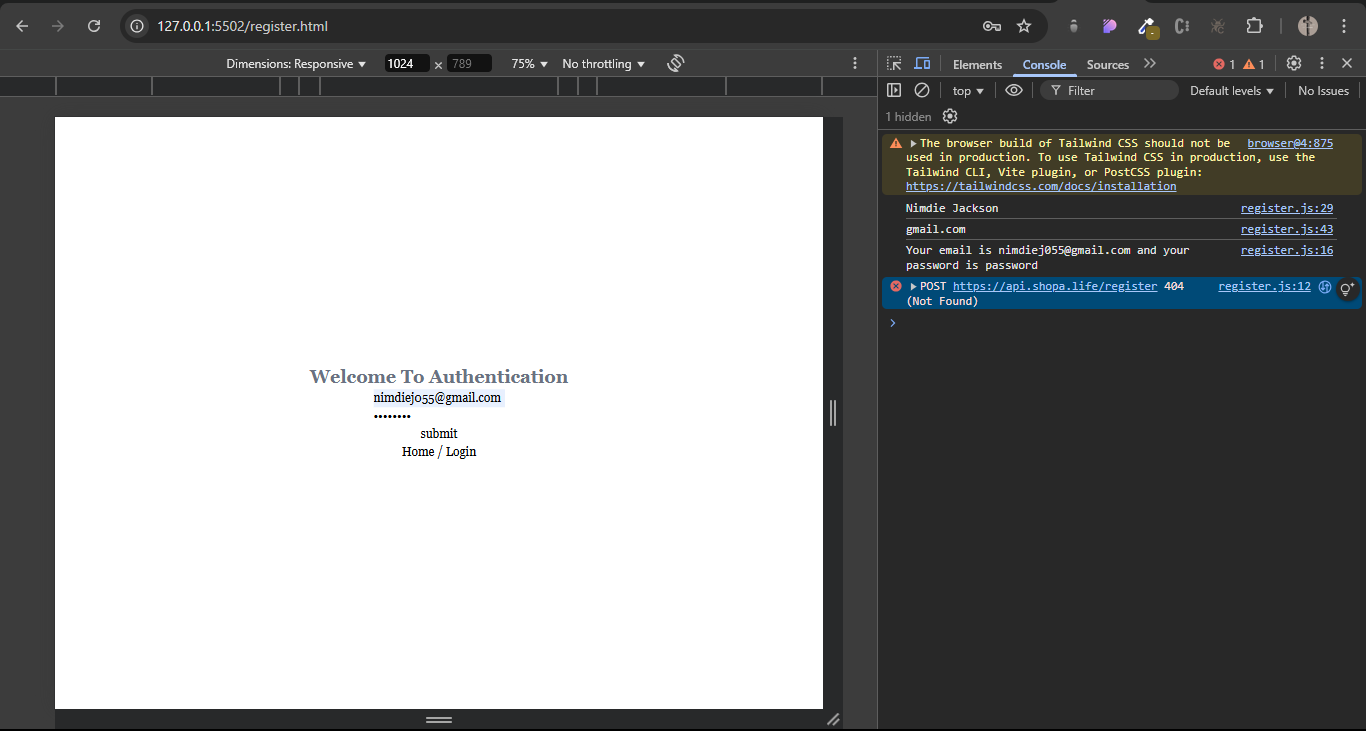 127.0.0.1:5502/register.html
Dimensions: Responsive 1024 × 789 75% No throttling
Elements Console Sources 1 1
top Filter Default levels No Issues
1 hidden
The browser build of Tailwind CSS should not be browser@4:875
used in production. To use Tailwind CSS in production, use the
Tailwind CLI, Vite plugin, or PostCSS plugin:
https://tailwindcss.com/docs/installation
Nimdie Jackson register.js:29
gmail.com register.js:43
Your email is nimdiej055@gmail.com and your register.js:16
password is password
POST https://api.shopa.life/register 404 register.js:12
(Not Found)
Welcome To Authentication
nimdiej055@gmail.com
••••••••
submit
Home / Login